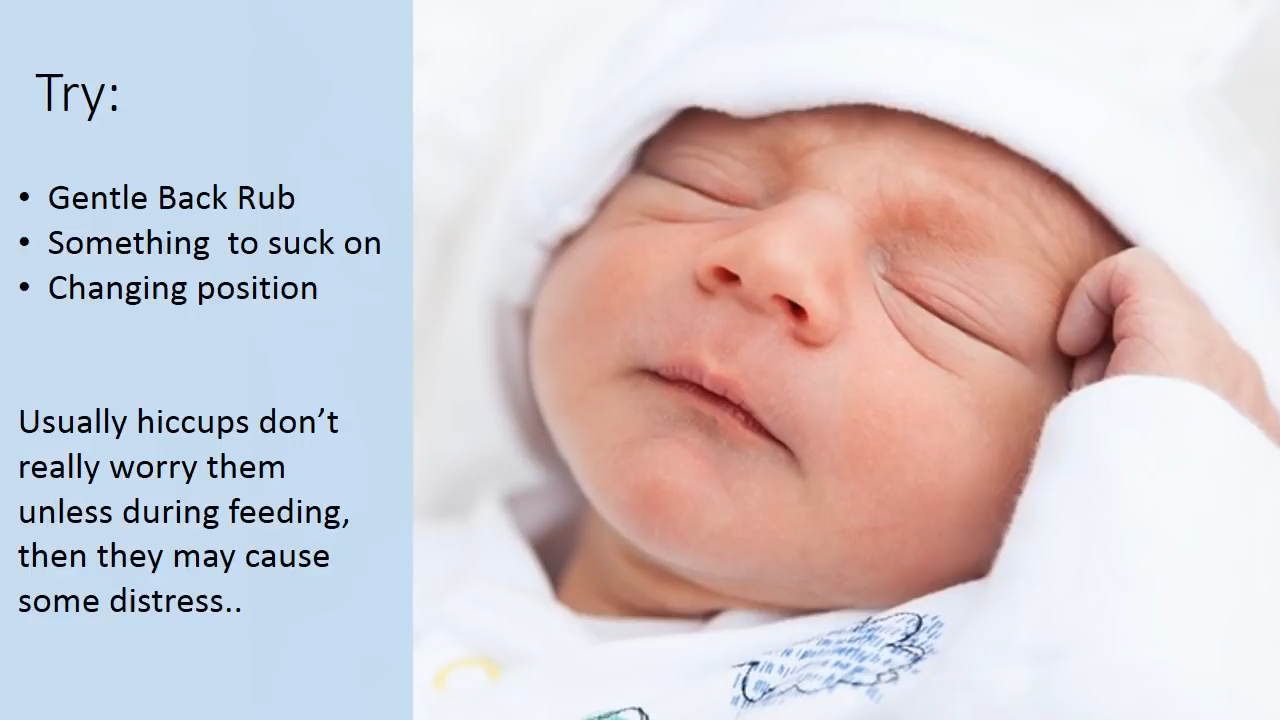 Try:
• Gentle Back Rub
• Something  to suck on
• Changing position
Usually hiccups don’t
really worry them
unless during feeding,
then they may cause
some distress..